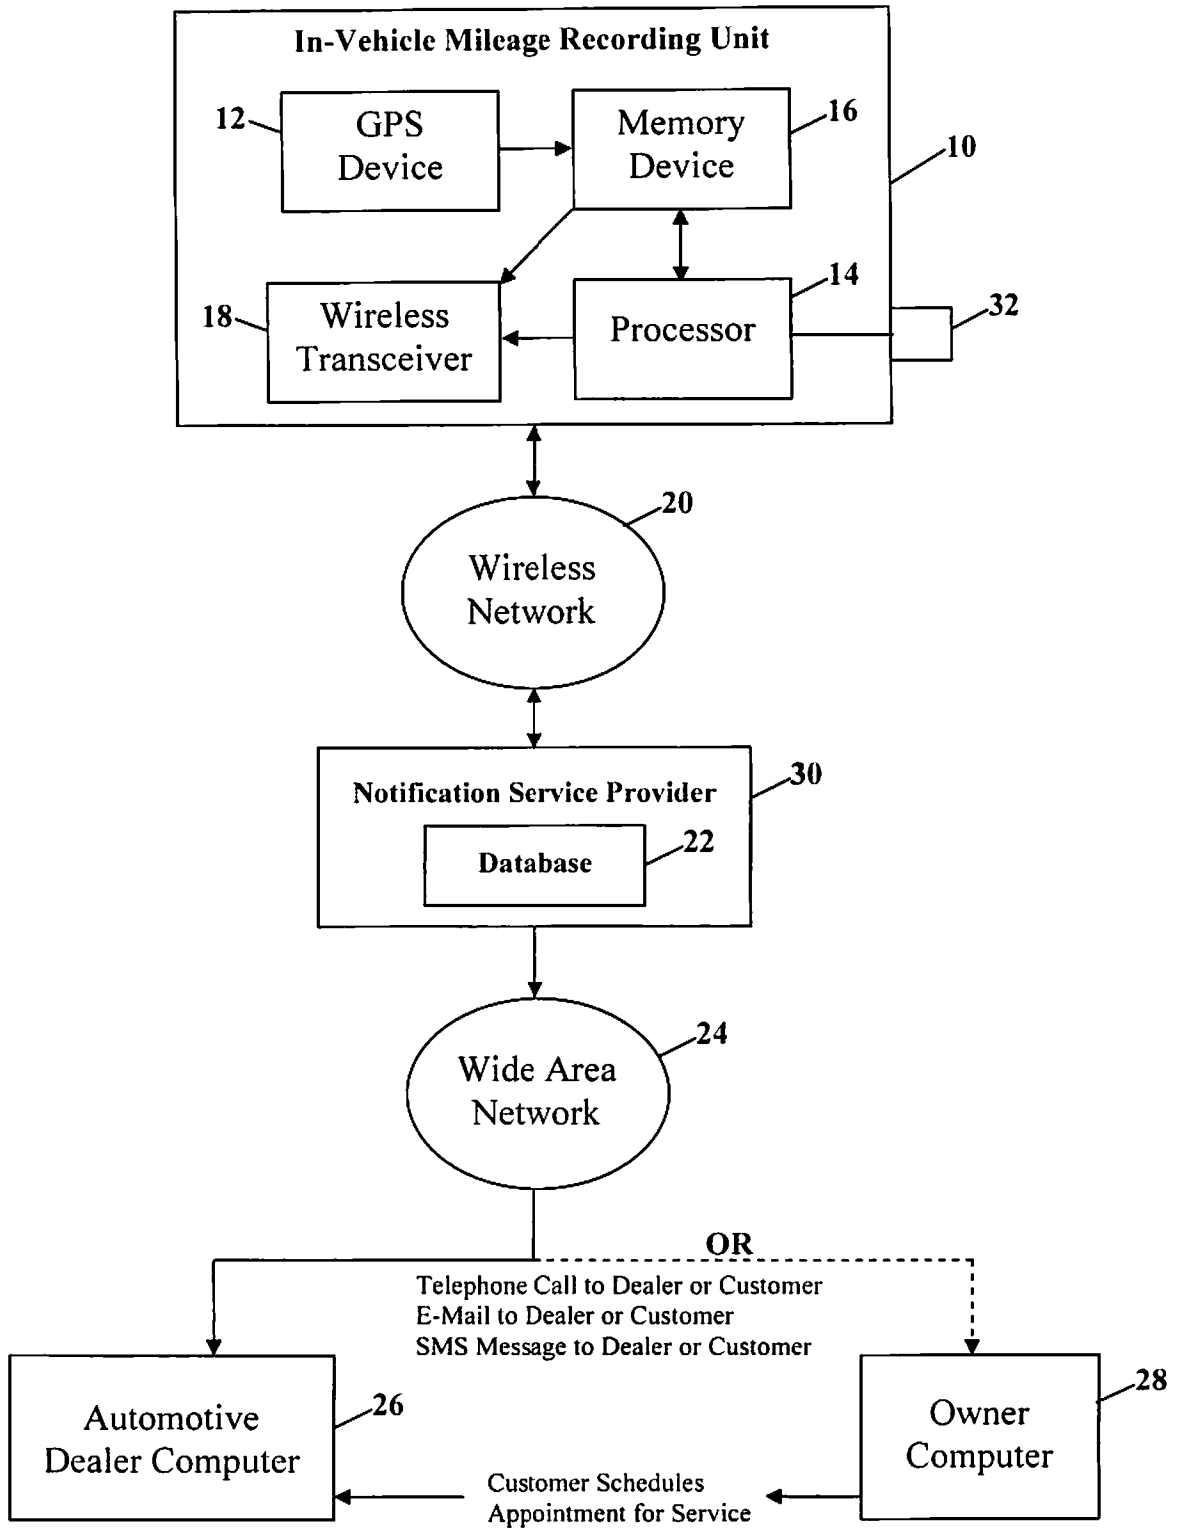 In-Vehicle Mileage Recording Unit
12
GPS
Device
Memory
Device
16
10
18
Wireless
Transceiver
Processor
14
32
20
Wireless
Network
Notification Service Provider
30
Database
22
24
Wide Area
Network
OR
Telephone Call to Dealer or Customer
E-Mail to Dealer or Customer
SMS Message to Dealer or Customer
Automotive
Dealer Computer
26
Owner
Computer
28
Customer Schedules
Appointment for Service